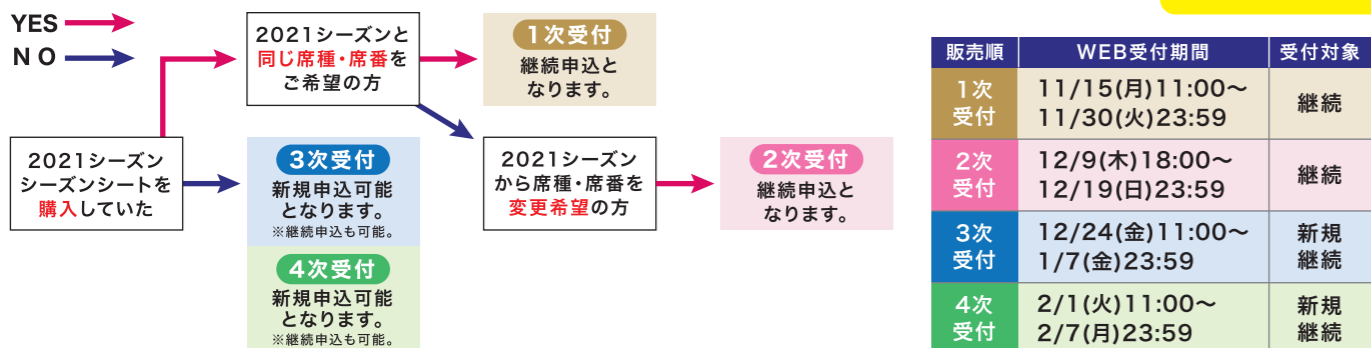 YES
NO
2021シーズンと
同じ席種・席番を
ご希望の方
1次受付
継続申込と
なります。
2021シーズン
シーズンシートを
購入していた
3次受付
新規申込可能
となります。
※継続申込も可能。
4次受付
新規申込可能
となります。
※継続申込も可能。
2021シーズン
から席種・席番を
変更希望の方
2次受付
継続申込と
なります。
販売順 WEB受付期間 受付対象
1次受付 11/15(月)11:00〜
11/30(火)23:59 継続
2次受付 12/9(木)18:00〜
12/19(日)23:59 継続
3次受付 12/24(金)11:00〜
1/7(金)23:59 新規
継続
4次受付 2/1(火)11:00〜
2/7(月)23:59 新規
継続